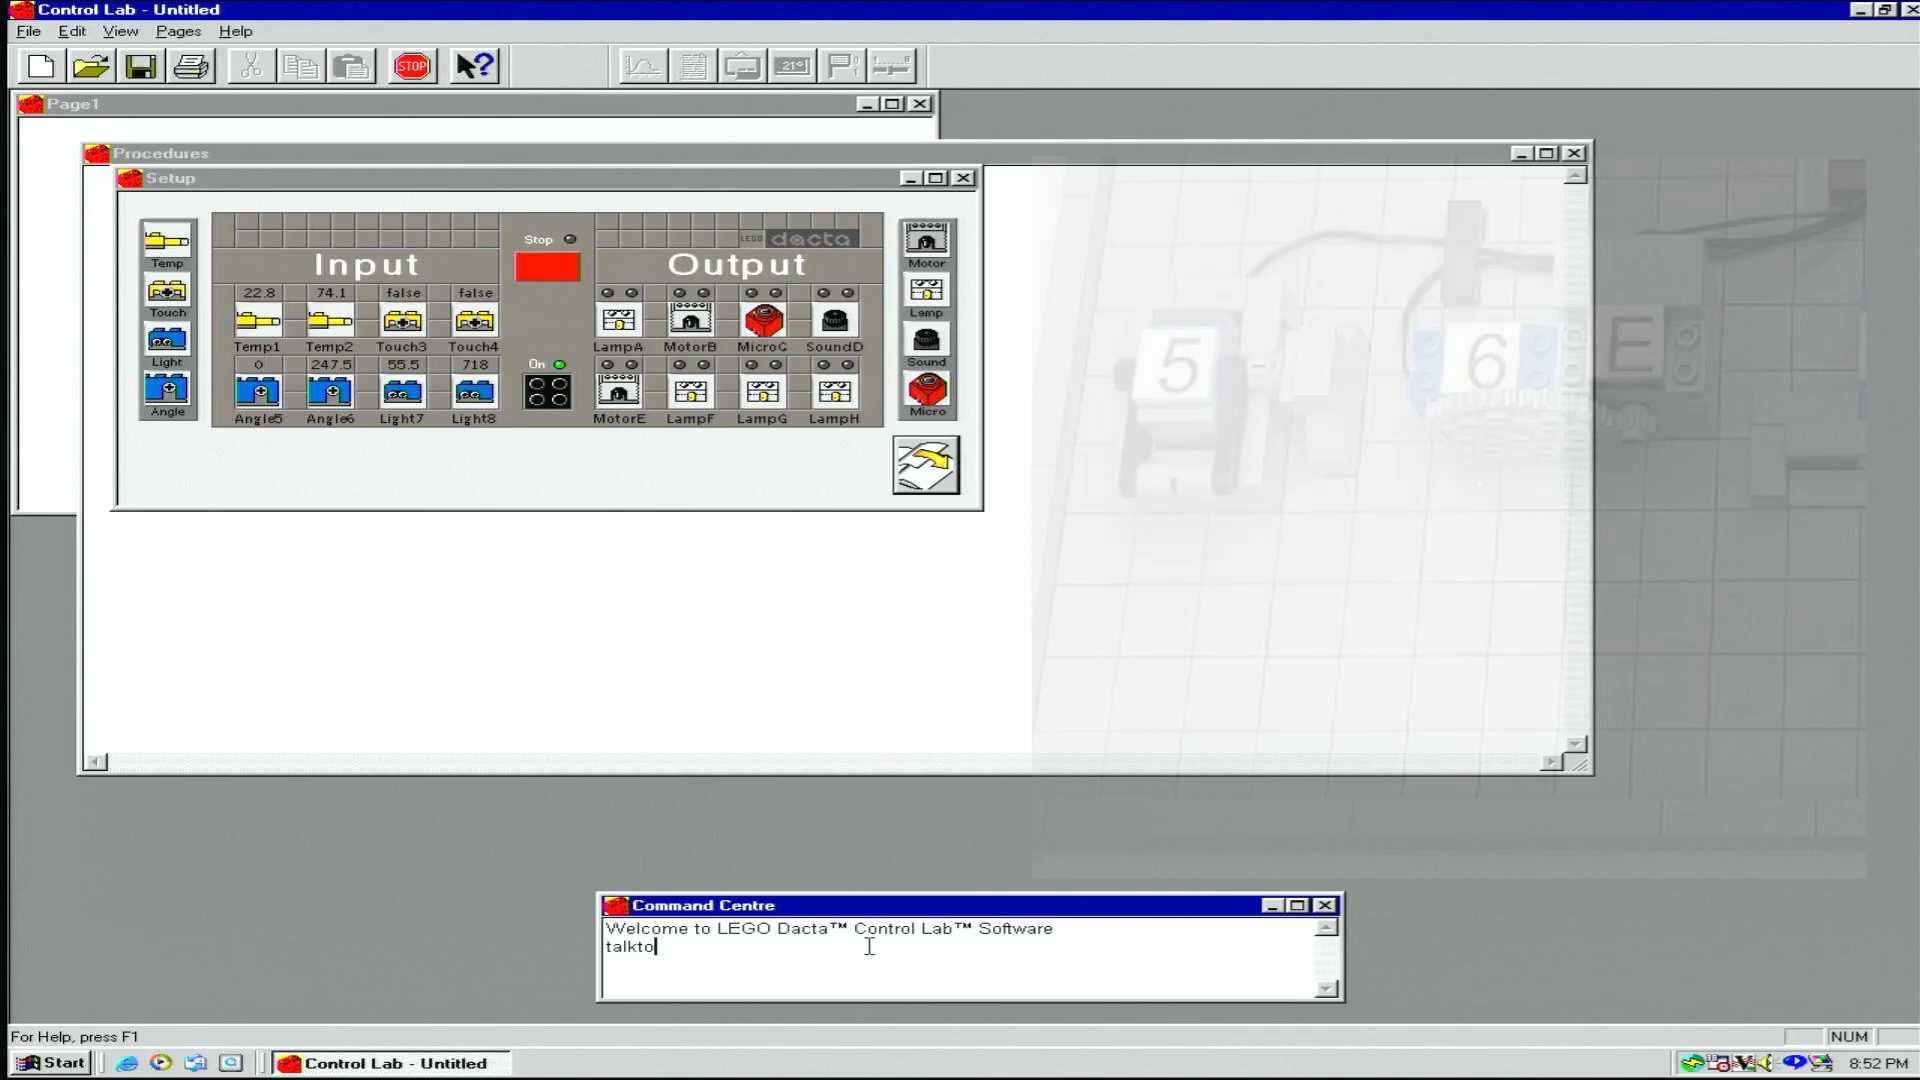 Control Lab - Untitled
File Edit View Pages Help
STOP
21°
Page1
Procedures
Setup
Temp
Touch
Light
Angle
Input
Stop
LEGO dacta
Output
22.8 74.1 false false
Temp1 Temp2 Touch3 Touch4
0 247.5 55.5 718
Angle5 Angle6 Light7 Light8
On
LampA MotorB MicroC SoundD
MotorE LampF LampG LampH
Motor
Lamp
Sound
Micro
5
6
E
Command Centre
Welcome to LEGO Dacta™ Control Lab™ Software
talkto
For Help, press F1
NUM
Start
Control Lab - Untitled
8:52 PM